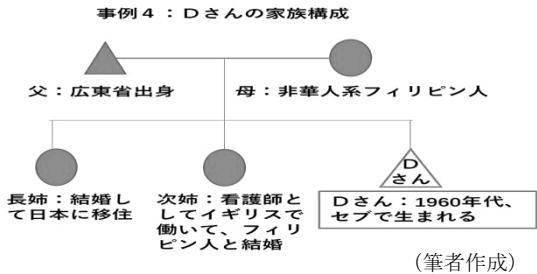 事例４：Ｄさんの家族構成
父：広東省出身
母：非華人系フィリピン人
Ｄ
さん
長姉：結婚し
て日本に移住
次姉：看護師と
してイギリスで
働いて、フィリ
ピン人と結婚
Ｄさん：1960年代、
セブで生まれる
（筆者作成）